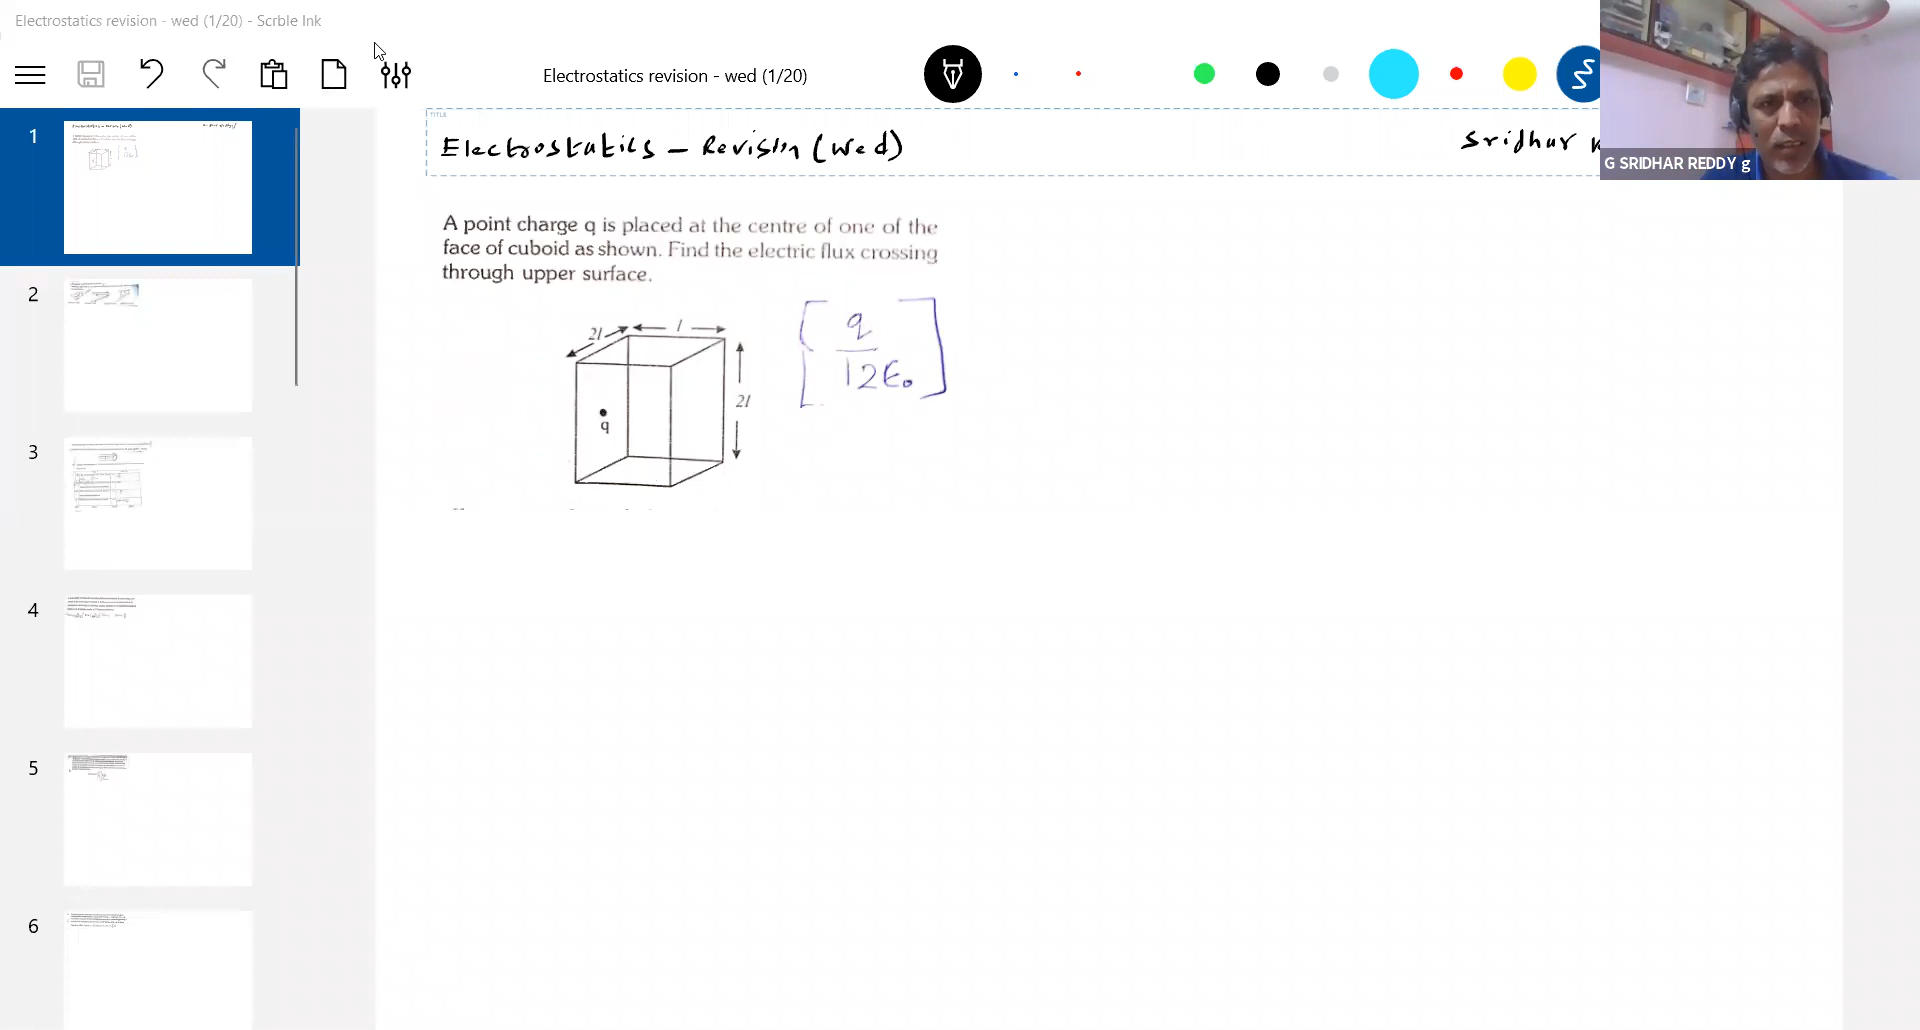 Electrostatics revision - wed (1/20) - Scrble Ink
Electrostatics revision - wed (1/20)
G SRIDHAR REDDY g
TITLE
Electrostatics - Revision (wed)
Sridhar
A point charge q is placed at the centre of one of the
face of cuboid as shown. Find the electric flux crossing
through upper surface.
2l
l
2l
q
[q/12ε₀]
1
2
3
4
5
6